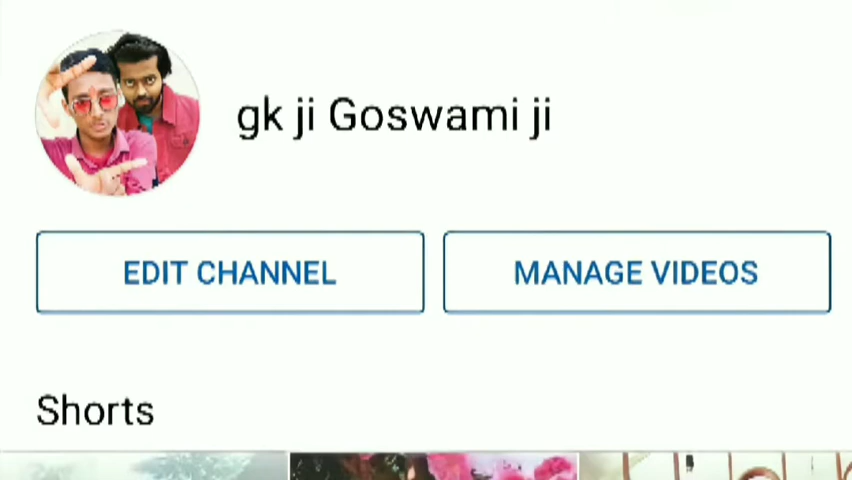 gk ji Goswami ji
EDIT CHANNEL
MANAGE VIDEOS
Shorts